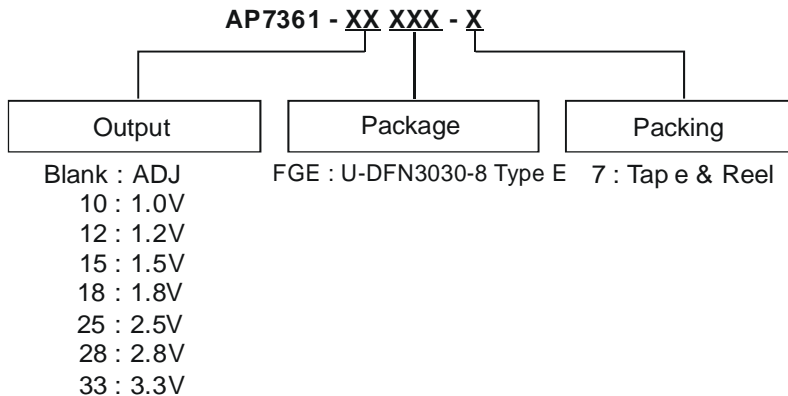 AP7361 - XX XXX - X
Output Package Packing
Blank : ADJ FGE : U-DFN3030-8 Type E 7 : Tap e & Reel
10 : 1.0V
12 : 1.2V
15 : 1.5V
18 : 1.8V
25 : 2.5V
28 : 2.8V
33 : 3.3V